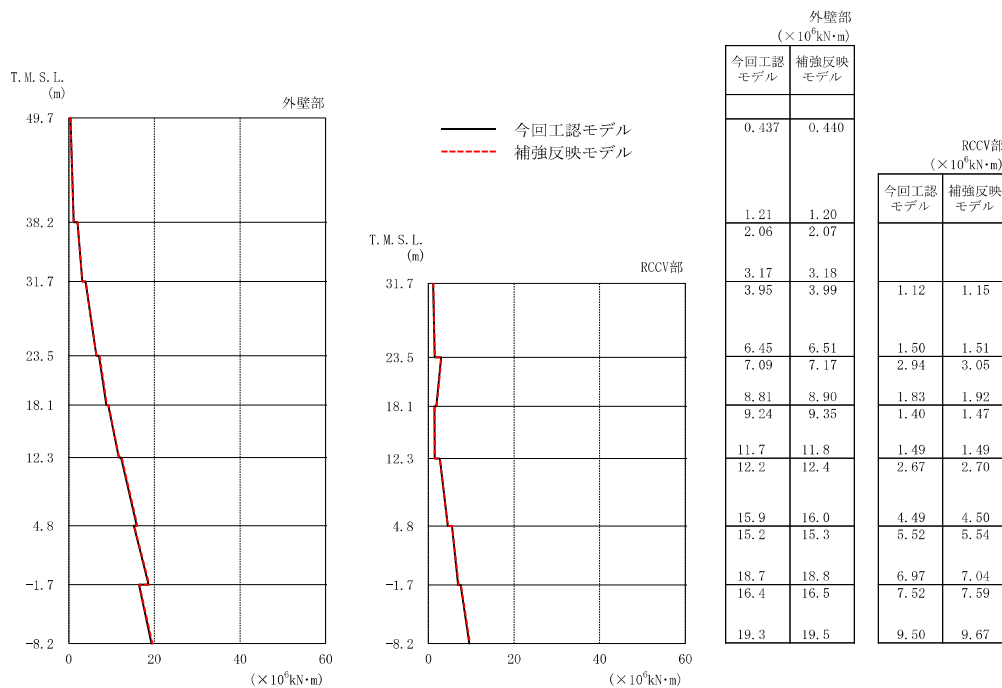 T.M.S.L.
(m)
外壁部
49.7
38.2
31.7
23.5
18.1
12.3
4.8
-1.7
-8.2
0 20 40 60
(×10⁶kN・m)
今回工認モデル
補強反映モデル
T.M.S.L.
(m)
RCCV部
31.7
23.5
18.1
12.3
4.8
-1.7
-8.2
0 20 40 60
(×10⁶kN・m)
外壁部
(×10⁶kN・m)
今回工認 補強反映
モデル モデル
0.437 0.440
1.21 1.20
2.06 2.07
3.17 3.18
3.95 3.99
6.45 6.51
7.09 7.17
8.81 8.90
9.24 9.35
11.7 11.8
12.2 12.4
15.9 16.0
15.2 15.3
18.7 18.8
16.4 16.5
19.3 19.5
RCCV部
(×10⁶kN・m)
今回工認 補強反映
モデル モデル
1.12 1.15
1.50 1.51
2.94 3.05
1.83 1.92
1.40 1.47
1.49 1.49
2.67 2.70
4.49 4.50
5.52 5.54
6.97 7.04
7.52 7.59
9.50 9.67